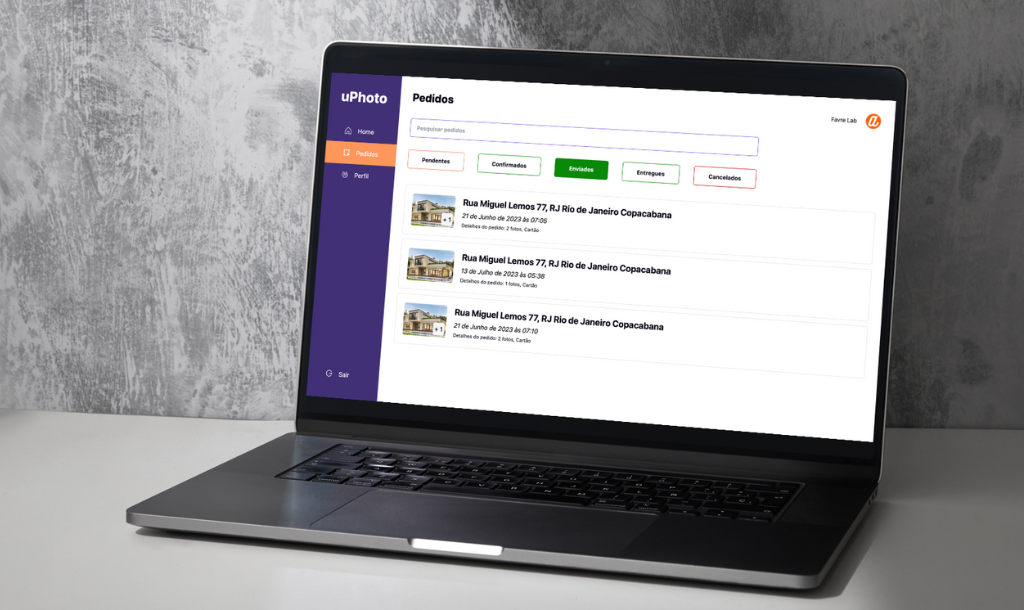 uPhoto
Home
Pedidos
Perfil
Sair
Pedidos
Favre Lab
Pesquisar pedidos
Pendentes
Confirmados
Enviados
Entregues
Cancelados
Rua Miguel Lemos 77, RJ Rio de Janeiro Copacabana
21 de Junho de 2023 às 07:05
Detalhes do pedido: 2 fotos, Cartão
+ 1
Rua Miguel Lemos 77, RJ Rio de Janeiro Copacabana
13 de Julho de 2023 às 05:36
Detalhes do pedido: 1 fotos, Cartão
Rua Miguel Lemos 77, RJ Rio de Janeiro Copacabana
21 de Junho de 2023 às 07:10
Detalhes do pedido: 2 fotos, Cartão
+ 1